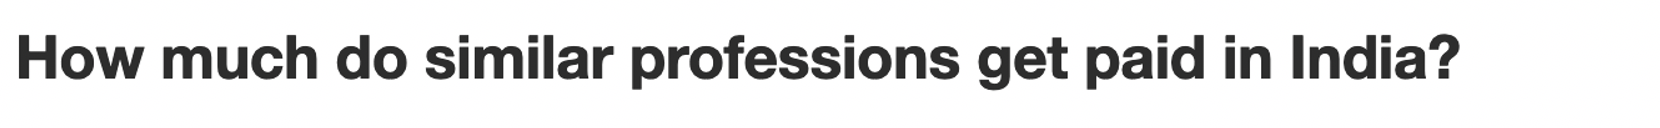 How much do similar professions get paid in India?